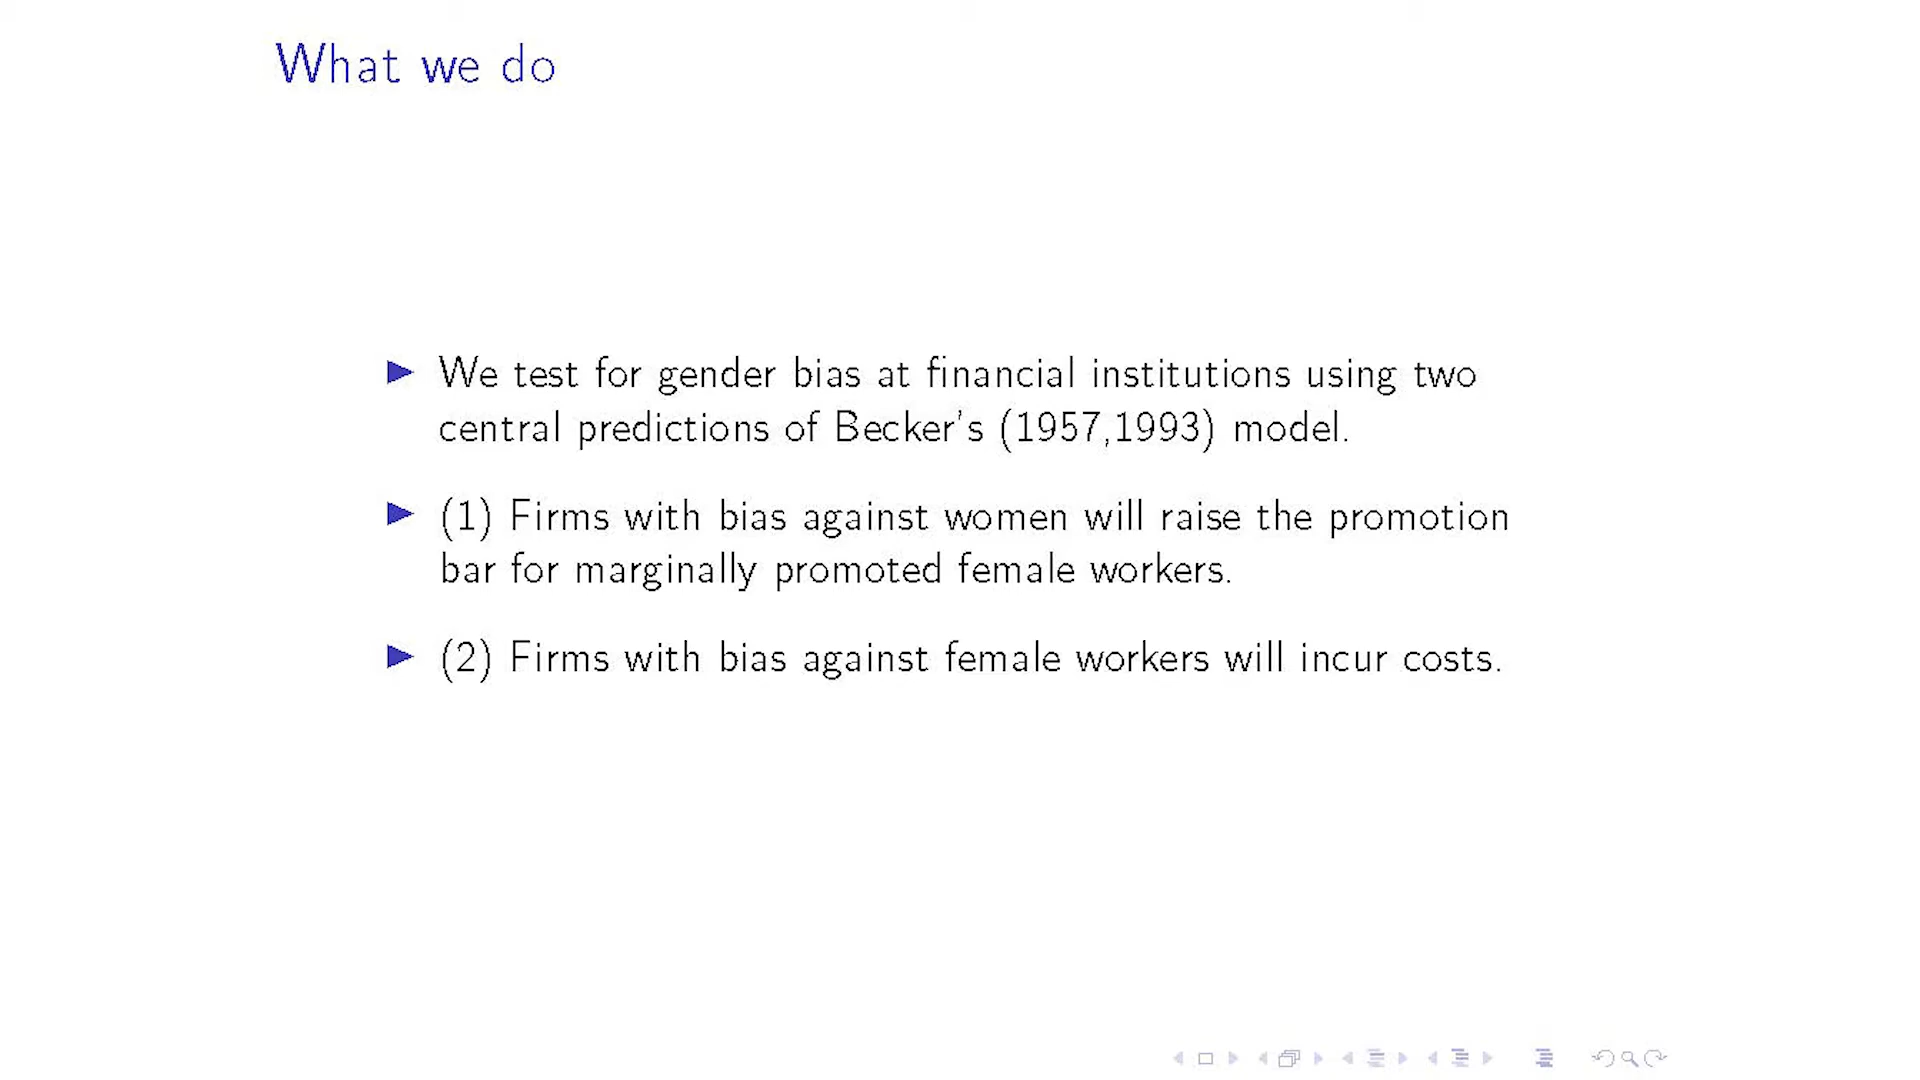 What we do
We test for gender bias at financial institutions using two
central predictions of Becker's (1957,1993) model.
(1) Firms with bias against women will raise the promotion
bar for marginally promoted female workers.
(2) Firms with bias against female workers will incur costs.